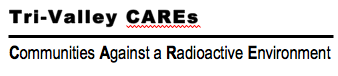 Tri-Valley CAREs
Communities Against a Radioactive Environment